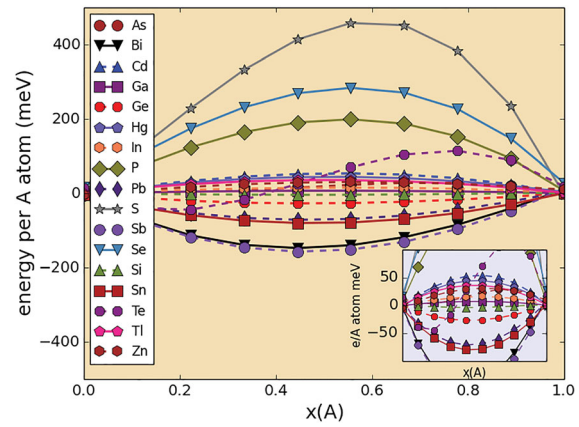 energy per A atom (meV)
400
200
0
−200
−400
As
Bi
Cd
Ga
Ge
Hg
In
P
Pb
S
Sb
Se
Si
Sn
Te
Tl
Zn
e/A atom meV
50
0
−50
x(A)
0.0 0.2 0.4 0.6 0.8 1.0
x(A)